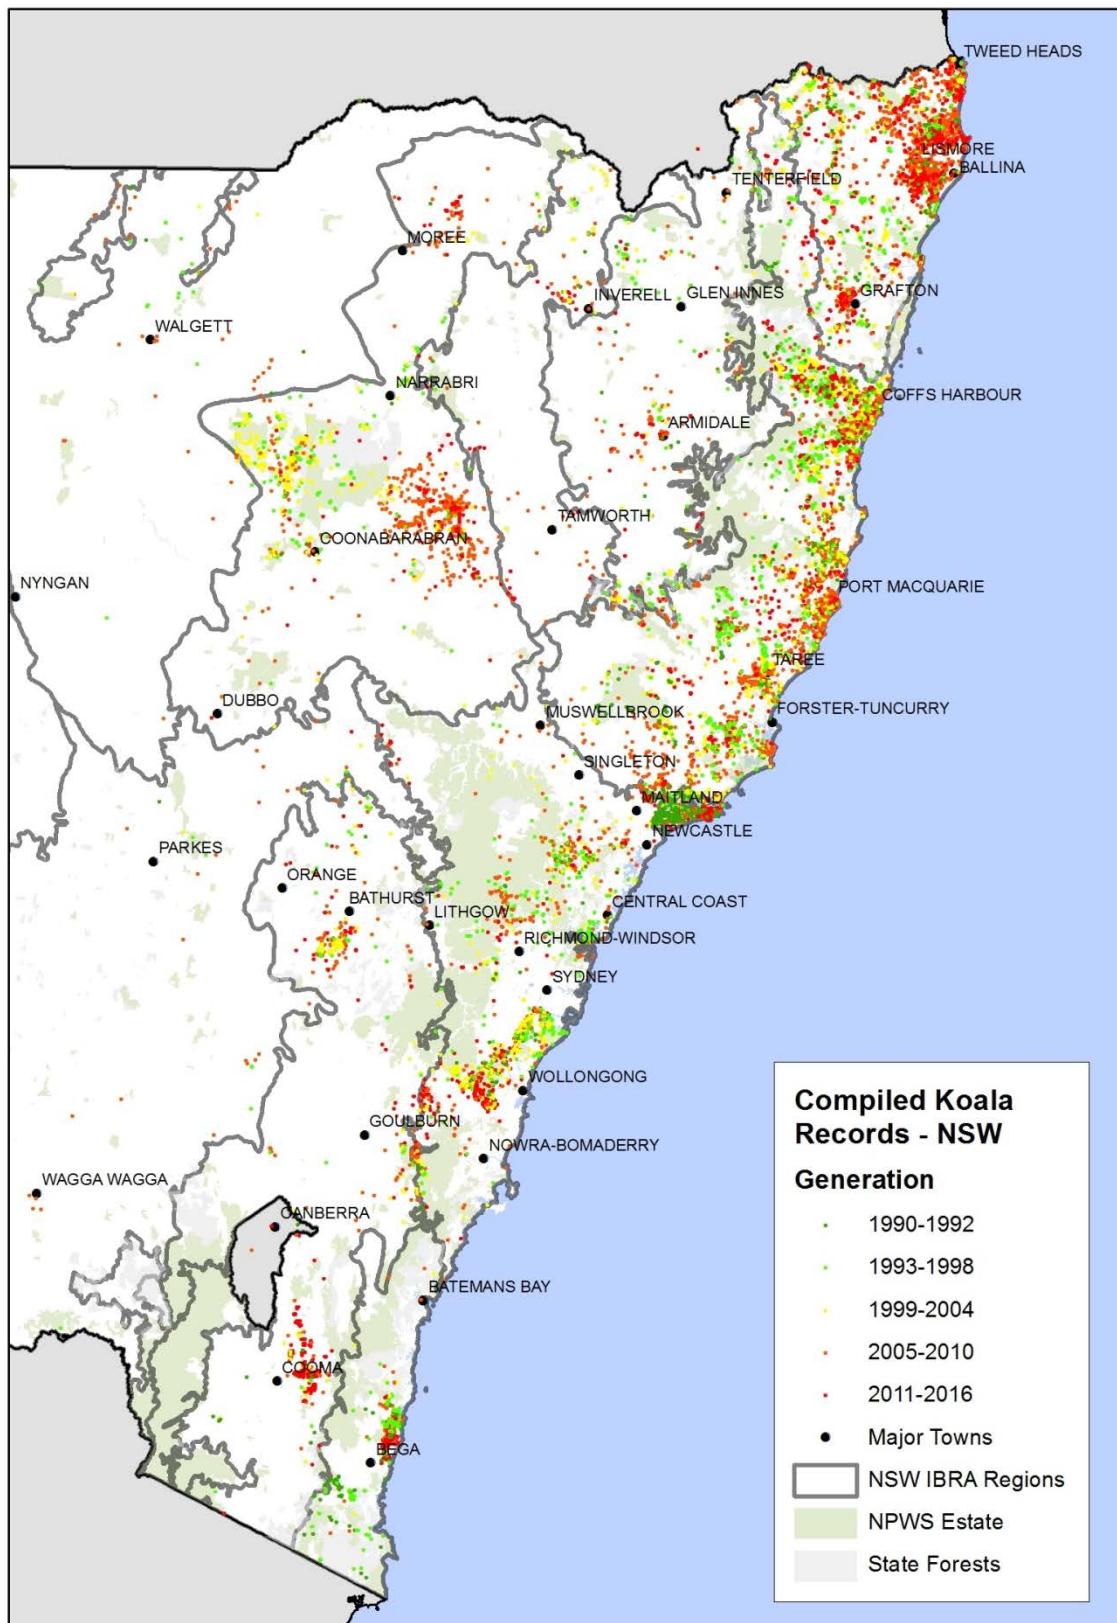 TWEED HEADS
LISMORE
BALLINA
TENTERFIELD
MOREE
INVERELL
GLEN INNES
GRAFTON
WALGETT
NARRABRI
COFFS HARBOUR
ARMIDALE
TAMWORTH
COONABARABRAN
NYNGAN
PORT MACQUARIE
TAREE
DUBBO
MUSWELLBROOK
FORSTER-TUNCURRY
SINGLETON
MAITLAND
NEWCASTLE
PARKES
ORANGE
BATHURST
LITHGOW
CENTRAL COAST
RICHMOND-WINDSOR
SYDNEY
WOLLONGONG
GOULBURN
NOWRA-BOMADERRY
WAGGA WAGGA
CANBERRA
BATEMANS BAY
COOMA
BEGA
Compiled Koala
Records - NSW
Generation
1990-1992
1993-1998
1999-2004
2005-2010
2011-2016
Major Towns
NSW IBRA Regions
NPWS Estate
State Forests